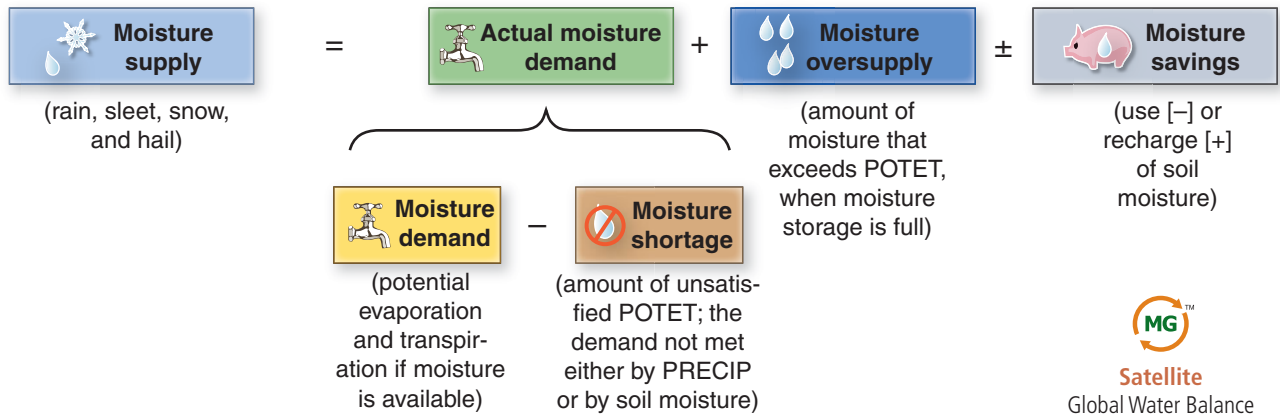 Moisture
supply
=
Actual moisture
demand
+
Moisture
oversupply
±
Moisture
savings
(rain, sleet, snow,
and hail)
(amount of
moisture that
exceeds POTET,
when moisture
storage is full)
(use [–] or
recharge [+]
of soil
moisture)
Moisture
demand
–
Moisture
shortage
(potential
evaporation
and transpir-
ation if moisture
is available)
(amount of unsatis-
fied POTET; the
demand not met
either by PRECIP
or by soil moisture)
MG™
Satellite
Global Water Balance